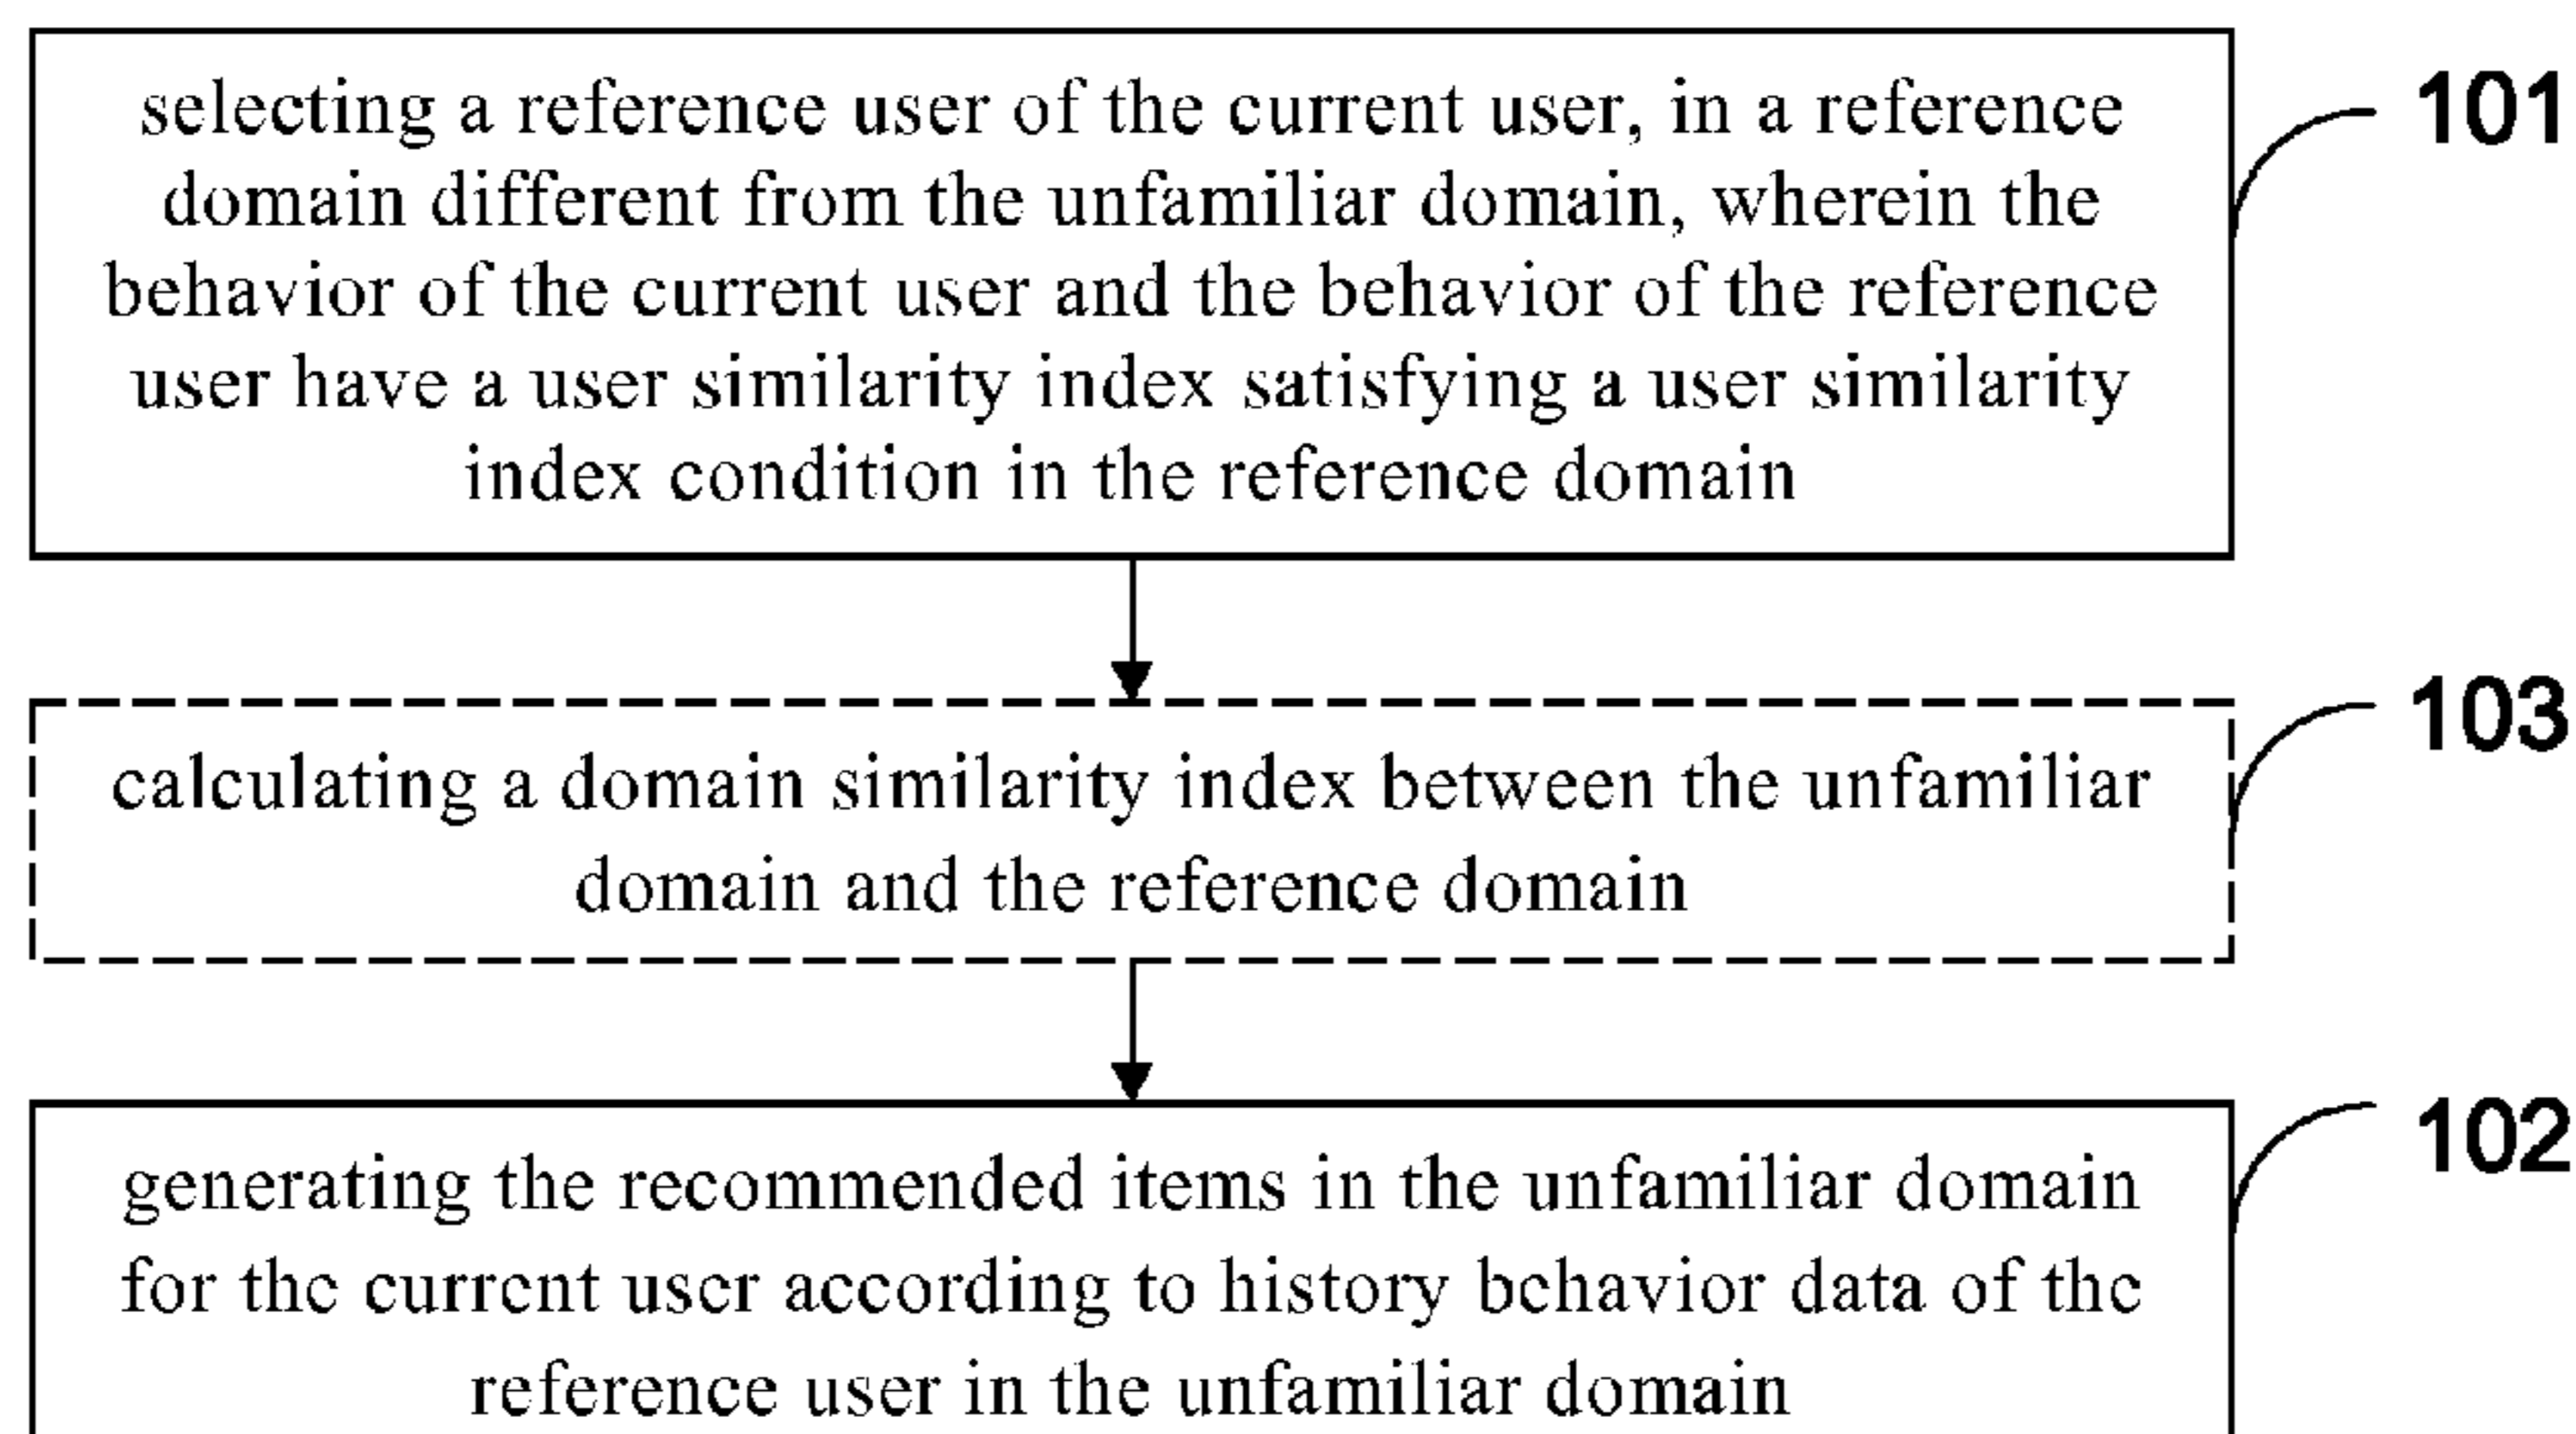 selecting a reference user of the current user, in a reference
101
domain different from the unfamiliar domain, wherein the
behavior of the current user and the behavior of the reference
user have a user similarity index satisfying a user similarity
index condition in the reference domain
103
calculating a domain similarity index between the unfamiliar
domain and the reference domain
102
generating the recommended items in the unfamiliar domain
for the current user according to history behavior data of the
reference user in the unfamiliar domain